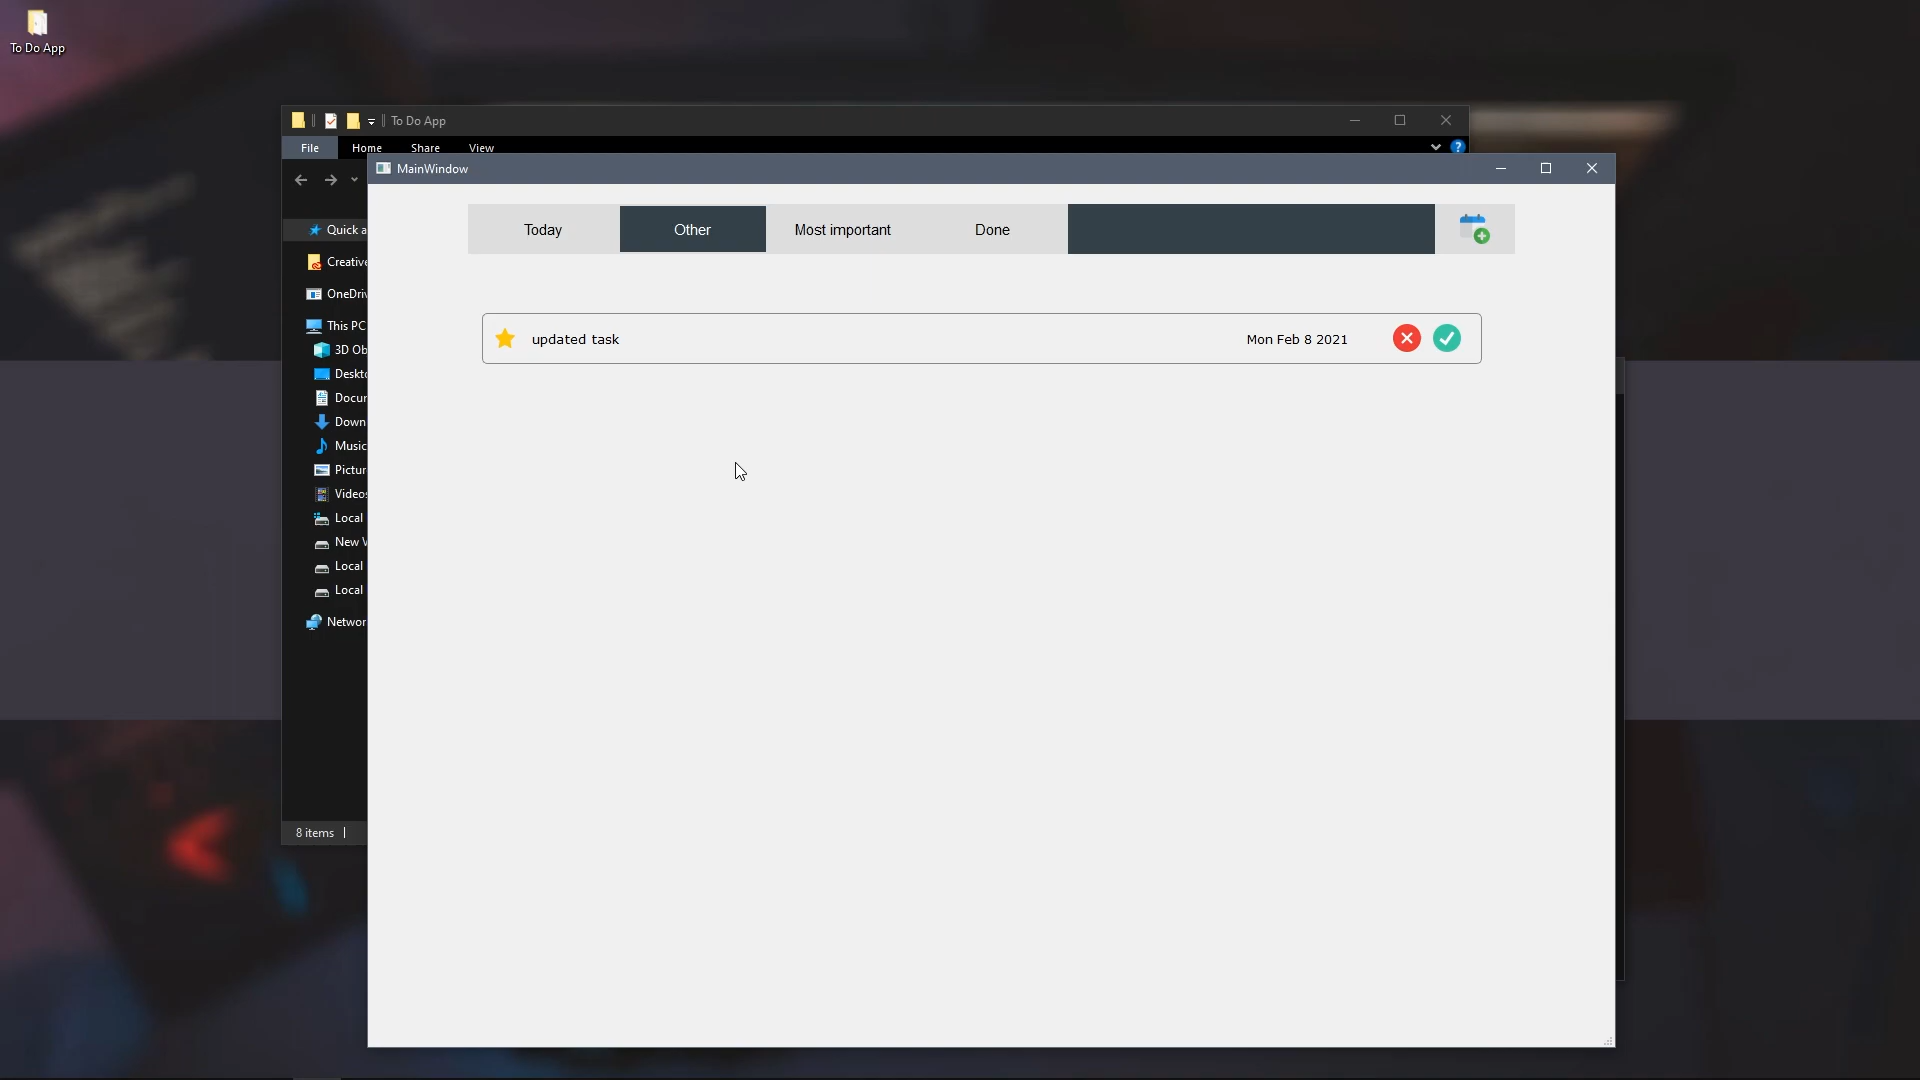 To Do App
To Do App
File Home Share View
MainWindow
Today Other Most important Done
Quick a
Creative
OneDriv
This PC
3D Ob
Deskto
Docur
Down
Music
Pictur
Videos
Local
New V
Local
Local
Networ
updated task Mon Feb 8 2021
8 items